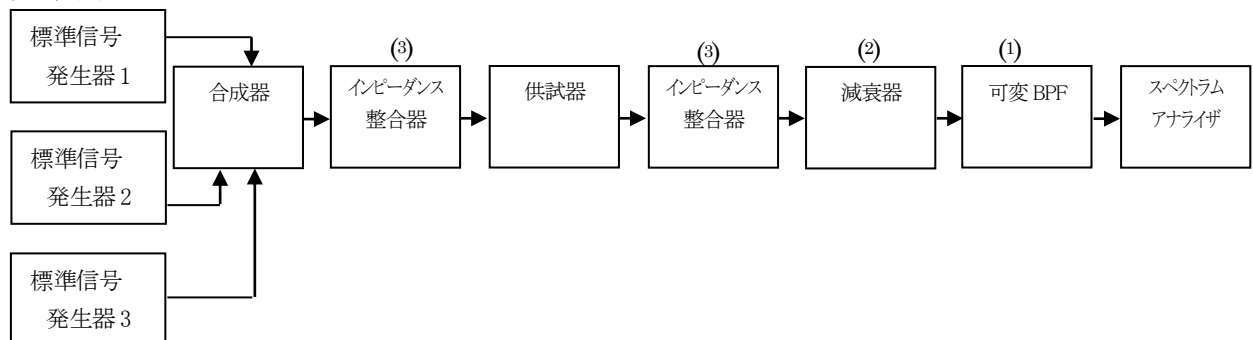 標準信号
発生器1
(3)
(3)
(2)
(1)
合成器
インピーダンス
整合器
供試器
インピーダンス
整合器
減衰器
可変 BPF
スペクトラム
アナライザ
標準信号
発生器2
標準信号
発生器3